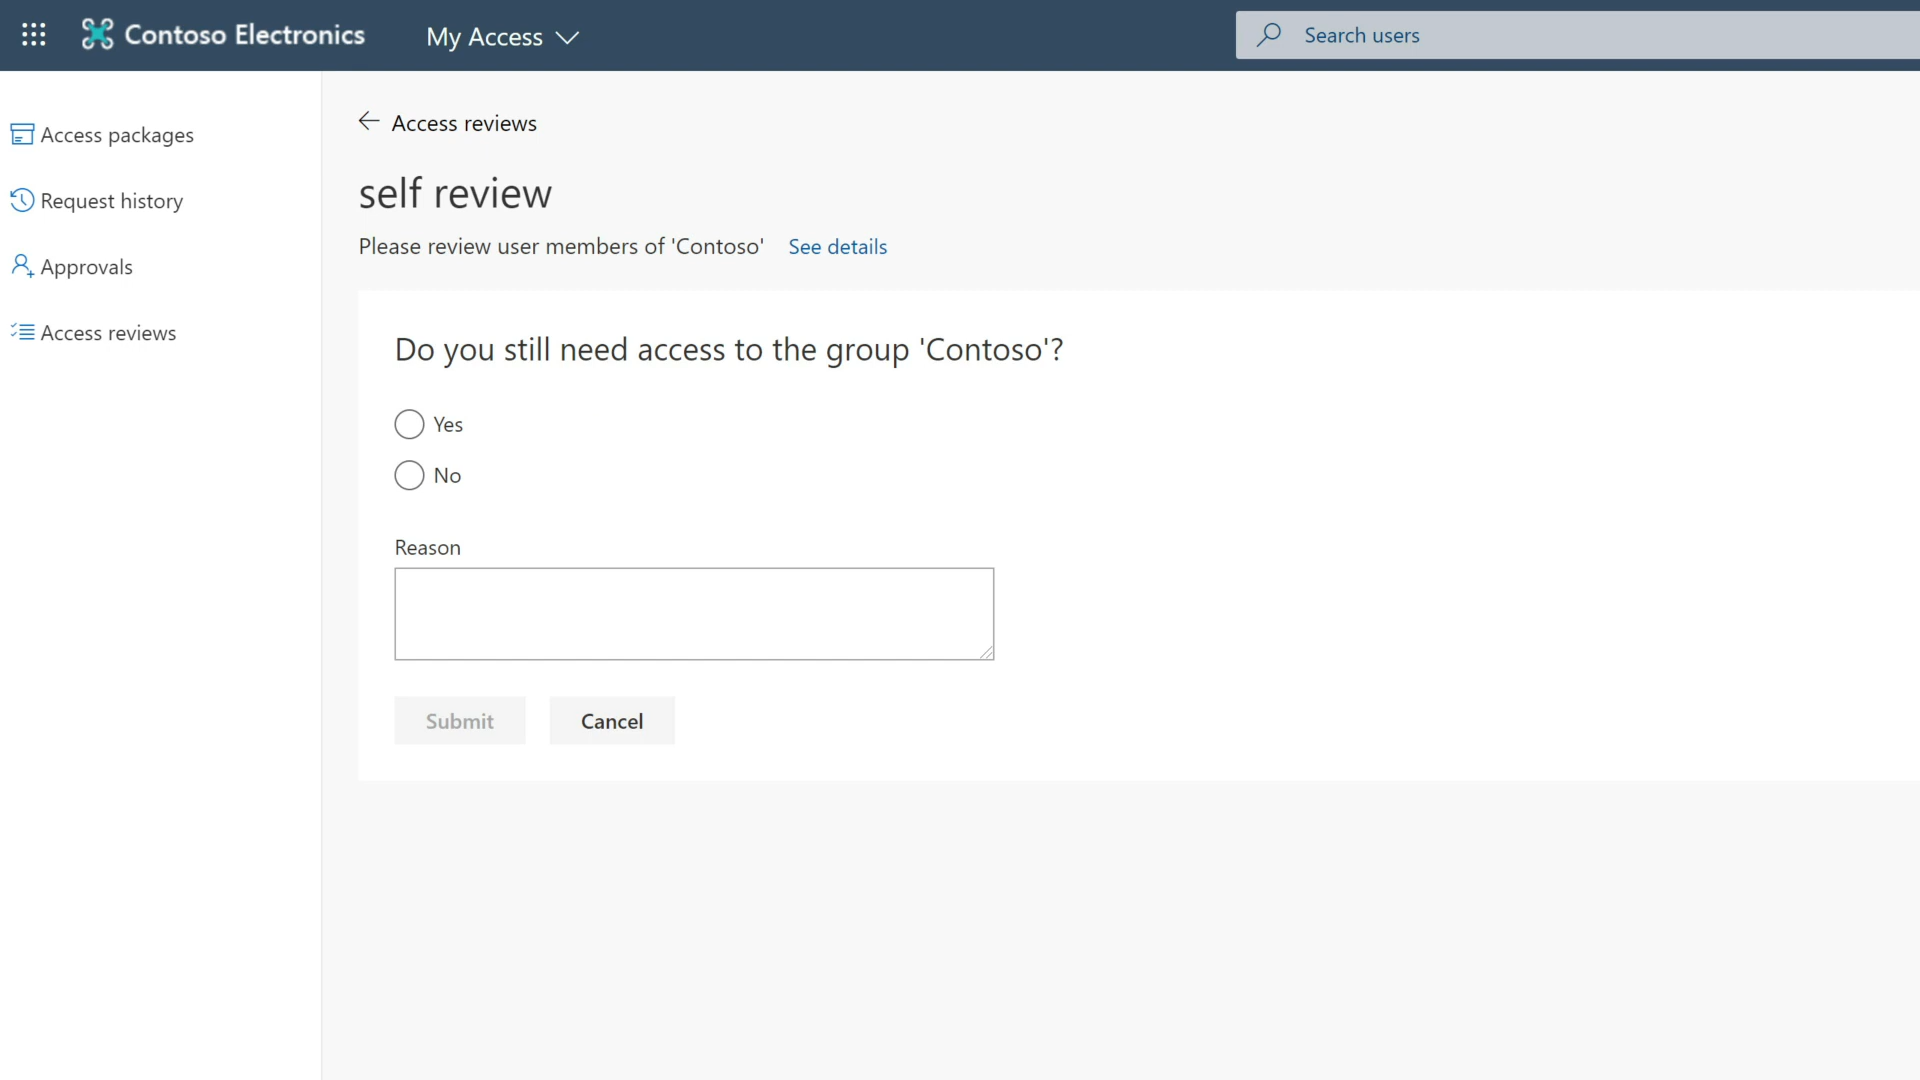 Contoso Electronics
My Access
Search users
Access packages
Request history
Approvals
Access reviews
Access reviews
self review
Please review user members of 'Contoso' See details
Do you still need access to the group 'Contoso'?
Yes
No
Reason
Submit
Cancel